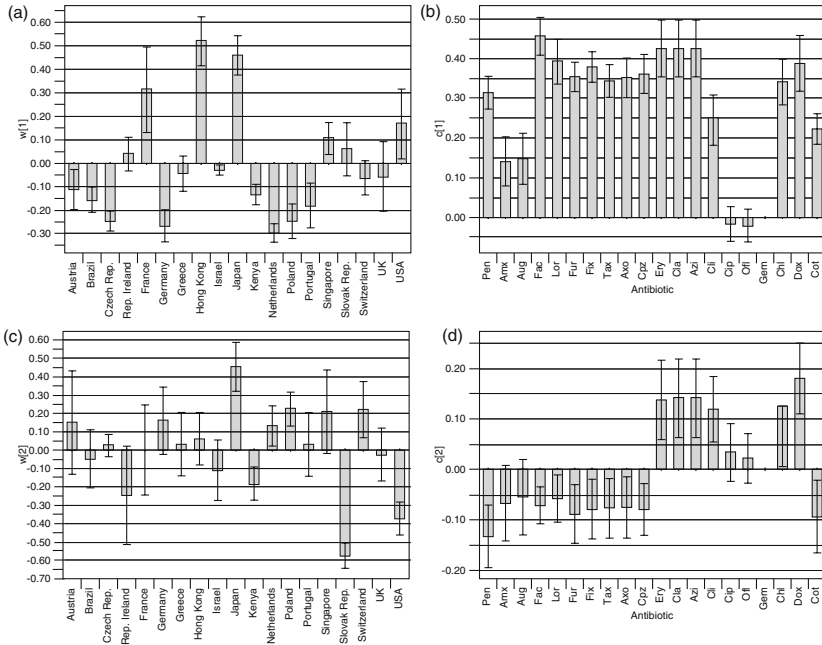 (a)
0.60
0.50
0.40
0.30
0.20
0.10
0.00
-0.10
-0.20
-0.30
w[1]
Austria
Brazil
Czech Rep.
Rep. Ireland
France
Germany
Greece
Hong Kong
Israel
Japan
Kenya
Netherlands
Poland
Portugal
Singapore
Slovak Rep.
Switzerland
UK
USA
(b)
0.50
0.40
0.30
0.20
0.10
0.00
c[1]
Pen
Amx
Aug
Fac
Lor
Fur
Fix
Tax
Axo
Cpz
Ery
Cla
Azi
Cli
Cip
Ofl
Gem
Chl
Dox
Cot
Antibiotic
(c)
0.60
0.50
0.40
0.30
0.20
0.10
0.00
-0.10
-0.20
-0.30
-0.40
-0.50
-0.60
-0.70
w[2]
Austria
Brazil
Czech Rep.
Rep. Ireland
France
Germany
Greece
Hong Kong
Israel
Japan
Kenya
Netherlands
Poland
Portugal
Singapore
Slovak Rep.
Switzerland
UK
USA
(d)
0.20
0.10
0.00
-0.10
-0.20
c[2]
Pen
Amx
Aug
Fac
Lor
Fur
Fix
Tax
Axo
Cpz
Ery
Cla
Azi
Cli
Cip
Ofl
Gem
Chl
Dox
Cot
Antibiotic